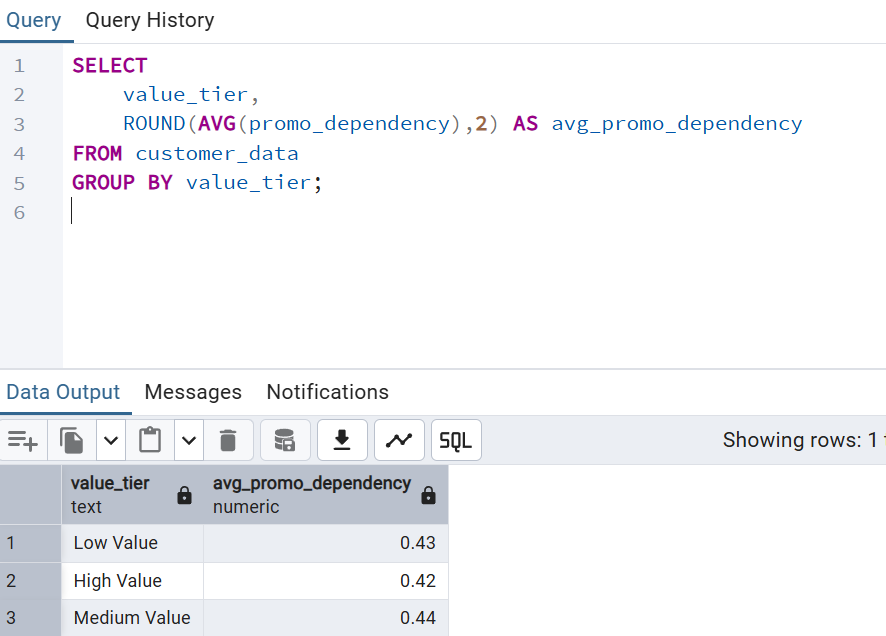 Query Query History
1 SELECT
2 value_tier,
3 ROUND(AVG(promo_dependency),2) AS avg_promo_dependency
4 FROM customer_data
5 GROUP BY value_tier;
6
Data Output Messages Notifications
SQL Showing rows: 1
value_tier avg_promo_dependency
text numeric
1 Low Value 0.43
2 High Value 0.42
3 Medium Value 0.44